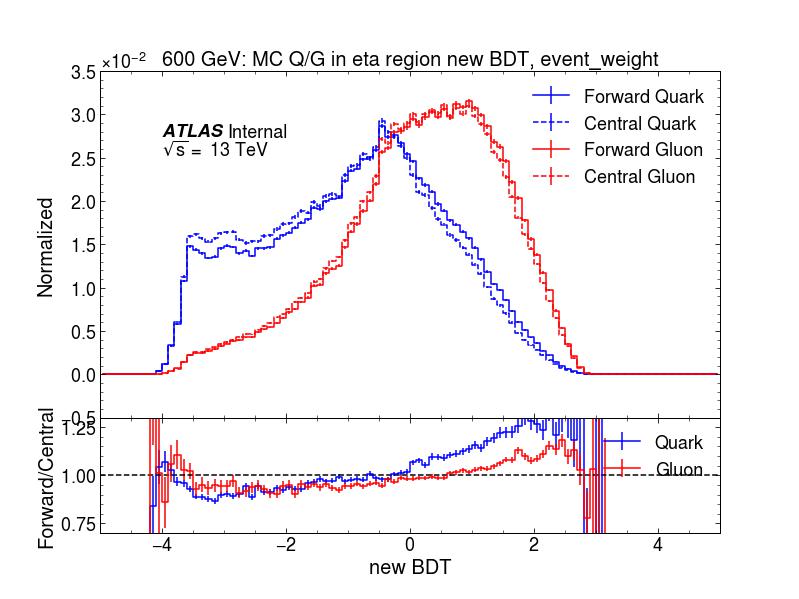 ×10⁻² 600 GeV: MC Q/G in eta region new BDT, event_weight
3.5
3.0
2.5
2.0
1.5
1.0
0.5
0.0
Normalized
ATLAS Internal
√s = 13 TeV
Forward Quark
Central Quark
Forward Gluon
Central Gluon
1.25
1.00
0.75
Forward/Central
Quark
Gluon
−4 −2 0 2 4
new BDT